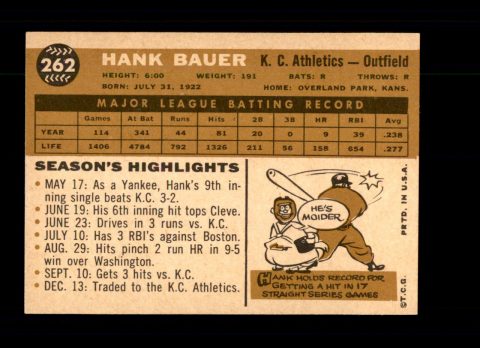 262
HANK BAUER K. C. Athletics — Outfield
HEIGHT: 6:00 WEIGHT: 191 BATS: R THROWS: R
BORN: JULY 31, 1922 HOME: OVERLAND PARK, KANS.
MAJOR LEAGUE BATTING RECORD
Games At Bat Runs Hits 2B 3B HR RBI Avg.
YEAR 114 341 44 81 20 0 9 39 .238
LIFE 1406 4784 792 1326 211 56 158 654 .277
SEASON'S HIGHLIGHTS
• MAY 17: As a Yankee, Hank's 9th in-
ning single beats K.C. 3-2.
• JUNE 19: His 6th inning hit tops Cleve.
• JUNE 23: Drives in 3 runs vs. K.C.
• JULY 10: Has 3 RBI's against Boston.
• AUG. 29: Hits pinch 2 run HR in 9-5
win over Washington.
• SEPT. 10: Gets 3 hits vs. K.C.
• DEC. 13: Traded to the K.C. Athletics.
HE'S
MOIDER
HANK HOLDS RECORD FOR
GETTING A HIT IN 17
STRAIGHT SERIES GAMES
©T.C.G. PRTD. IN U.S.A.